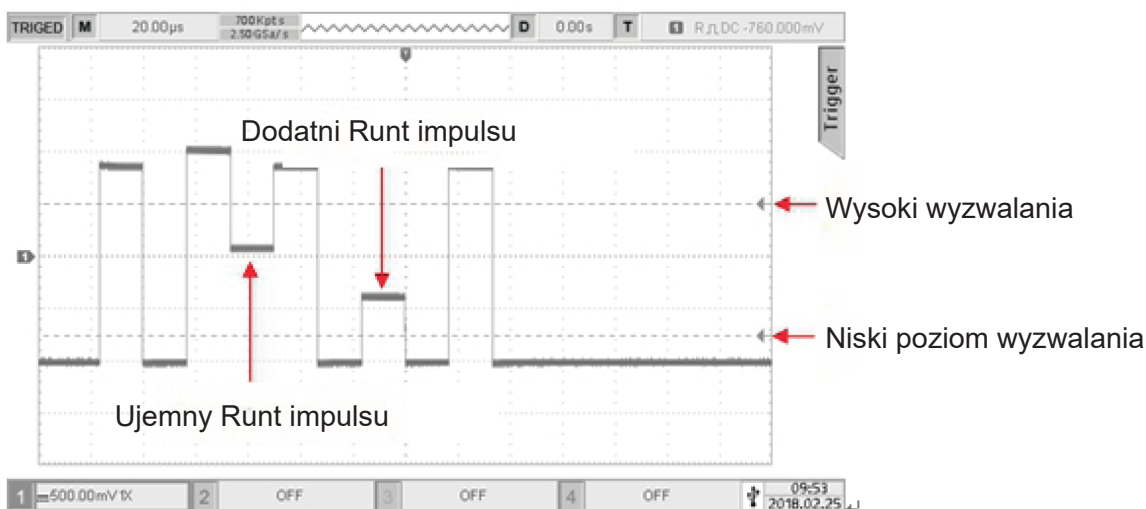 TRIGED M 20.00μs 700Kpts D 0.00s T 1 R DC -760.000mV
2.50GSa/s
Trigger
Dodatni Runt impulsu
Wysoki wyzwalania
1
Niski poziom wyzwalania
Ujemny Runt impulsu
1 500.00mV 1X 2 OFF 3 OFF 4 OFF 09:53
2018.02.25